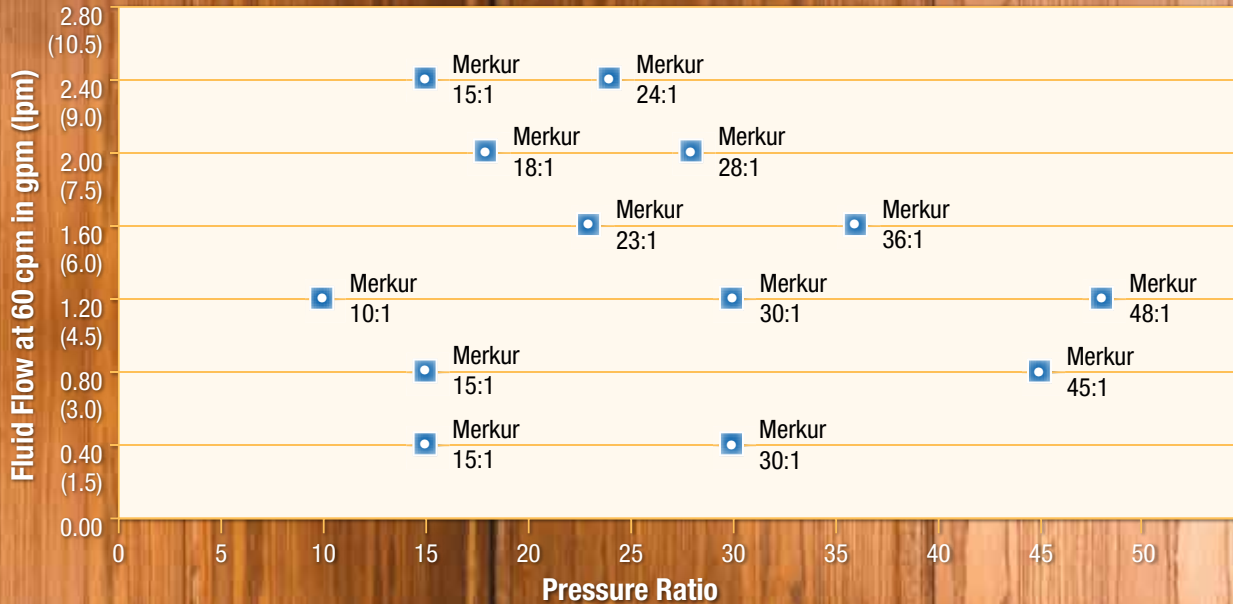 Fluid Flow at 60 cpm in gpm (lpm)
2.80
(10.5)
2.40
(9.0)
2.00
(7.5)
1.60
(6.0)
1.20
(4.5)
0.80
(3.0)
0.40
(1.5)
0.00
Merkur
15:1
Merkur
24:1
Merkur
18:1
Merkur
28:1
Merkur
23:1
Merkur
36:1
Merkur
10:1
Merkur
30:1
Merkur
48:1
Merkur
15:1
Merkur
45:1
Merkur
15:1
Merkur
30:1
0 5 10 15 20 25 30 35 40 45 50
Pressure Ratio